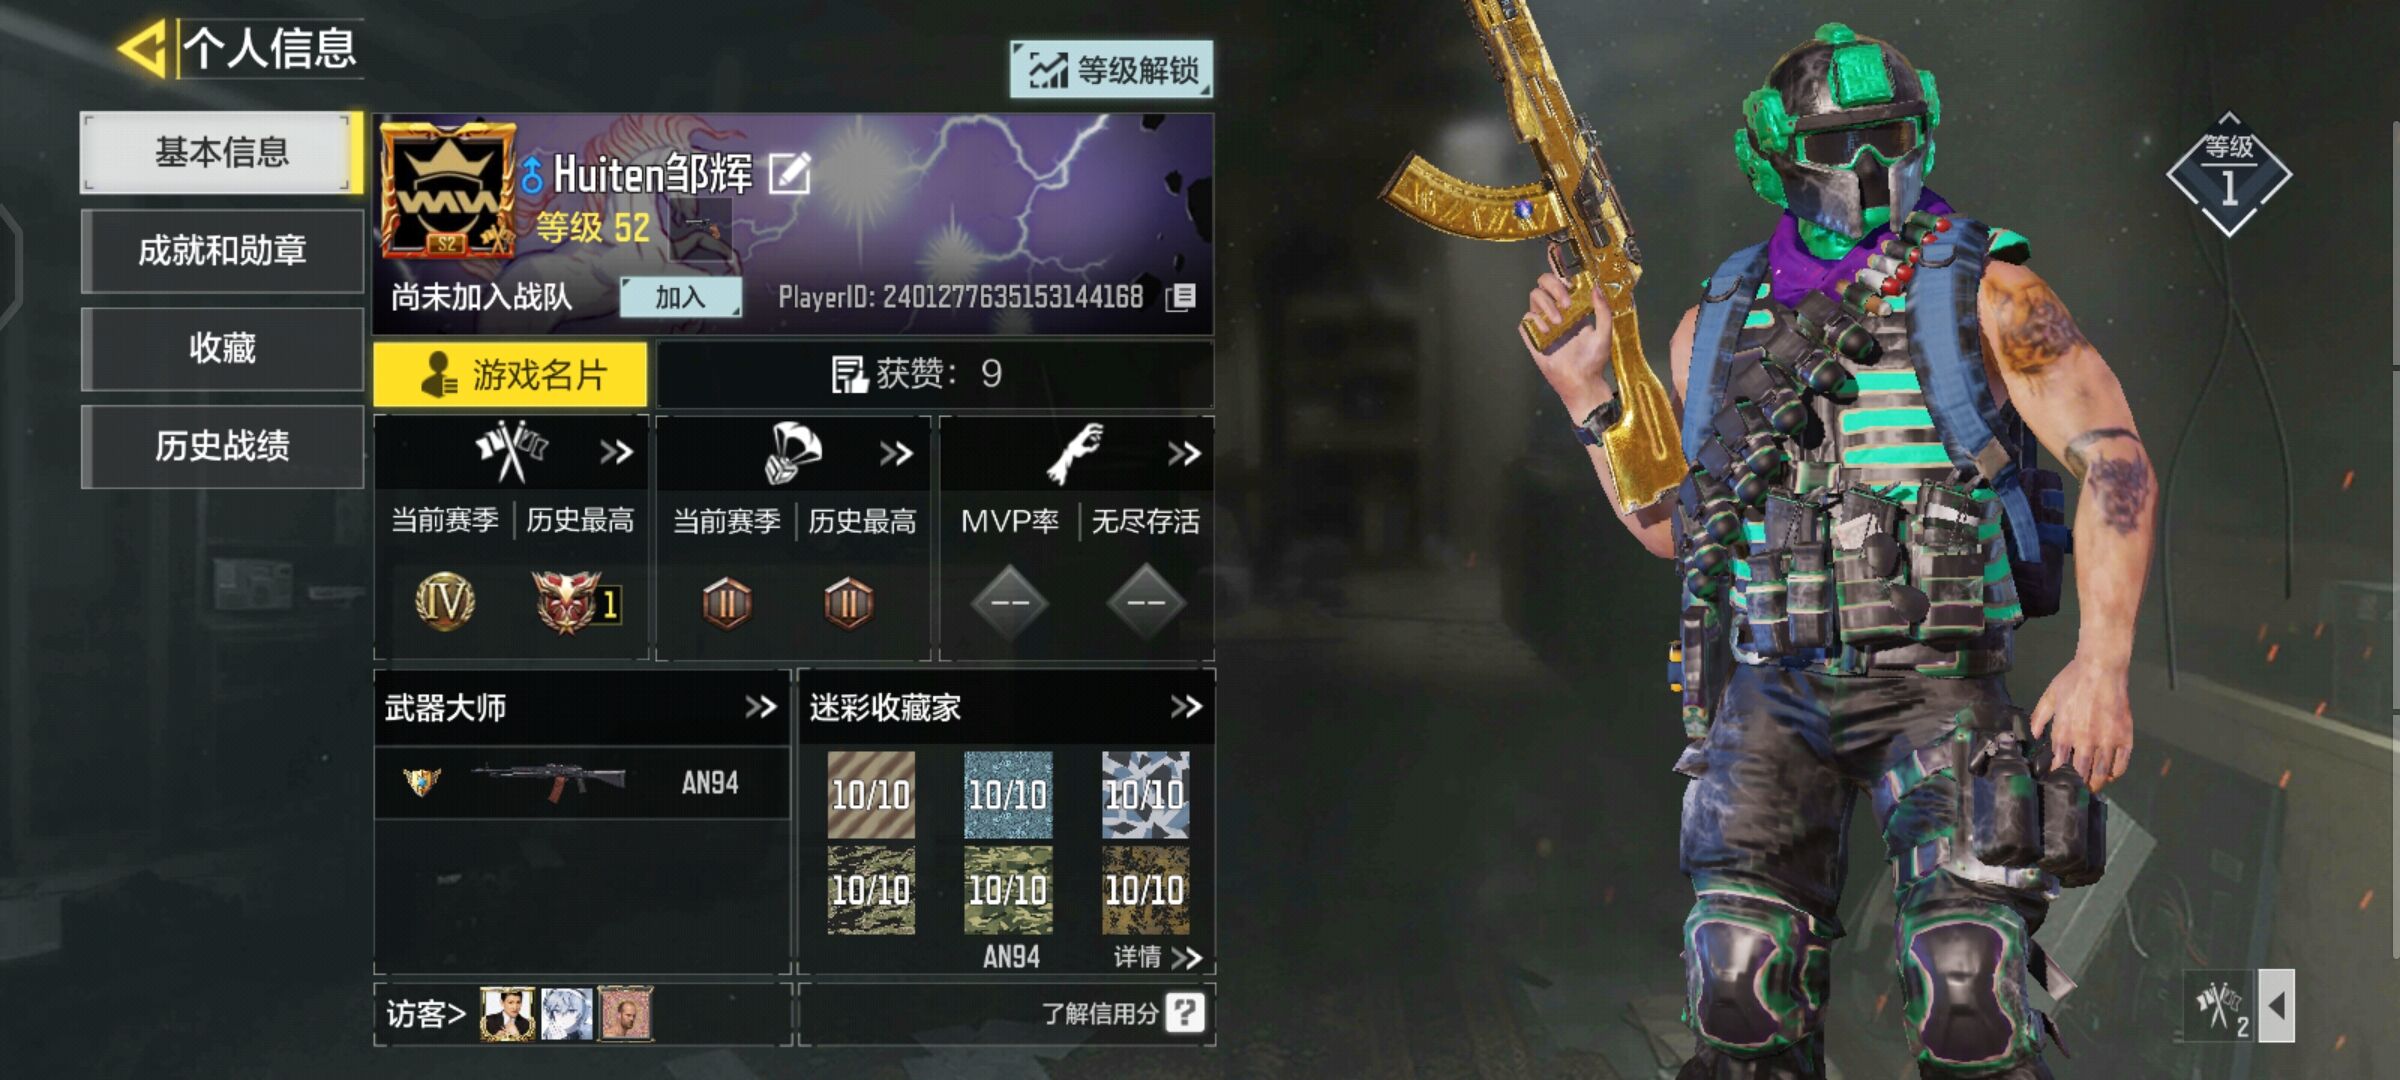 个人信息
等级解锁
基本信息
成就和勋章
收藏
历史战绩
S2
Huiten邹辉
等级 52
尚未加入战队
加入
PlayerID: 2401277635153144168
游戏名片
获赞： 9
当前赛季 历史最高
IV
1
当前赛季 历史最高
II II
MVP率 无尽存活
-- --
武器大师
AN94
迷彩收藏家
10/10 10/10 10/10
10/10 10/10 10/10
AN94
详情
访客>
了解信用分 ?
等级
1
2